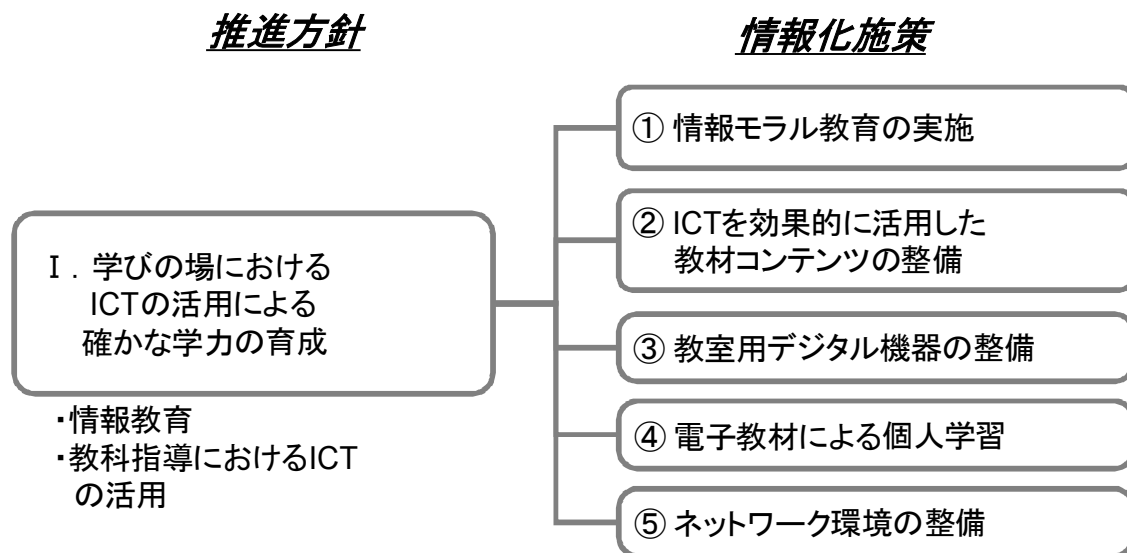 推進方針
情報化施策
Ⅰ．学びの場における
ICTの活用による
確かな学力の育成
・情報教育
・教科指導におけるICT
の活用
① 情報モラル教育の実施
② ICTを効果的に活用した
教材コンテンツの整備
③ 教室用デジタル機器の整備
④ 電子教材による個人学習
⑤ ネットワーク環境の整備